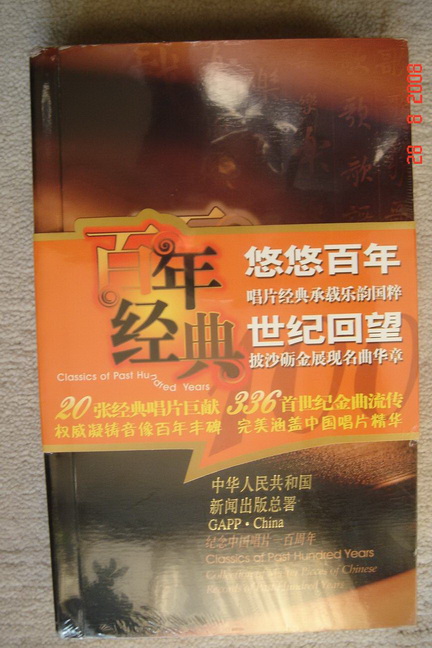 百年
经典
Classics of Past Hundred Years
悠悠百年
唱片经典承载乐韵国粹
世纪回望
披沙砺金展现名曲华章
20张经典唱片巨献 336首世纪金曲流传
权威凝铸音像百年丰碑 完美涵盖中国唱片精华
中华人民共和国
新闻出版总署
GAPP·China
纪念中国唱片一百周年
Classics of Past Hundred Years
of Chinese
28 8 2008